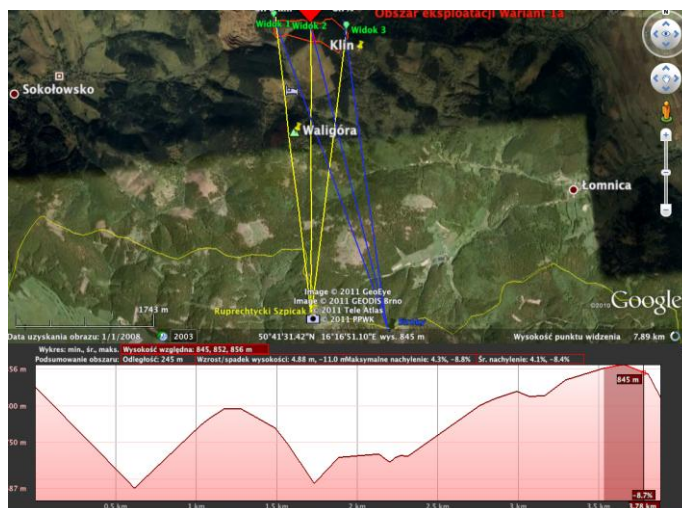 Obszar eksploatacji Wariant 1a
Widok 1
Widok 2
Widok 3
Klin
Sokołowsko
Waligóra
Łomnica
Image © 2011 GeoEye
Image © 2011 GEODIS Brno
Ruprechtycki Szpicak
© 2011 Tele Atlas
© 2011 PPWK
1743 m
©2010 Google
Data uzyskania obrazu: 1/1/2008
2003
50°41'31.42"N 16°16'51.10"E wys. 845 m
Wysokość punktu widzenia 7.89 km
Wykres: min., śr., maks. Wysokość względna: 845, 852, 856 m
Podsumowanie obszaru: Odległość: 245 m Wzrost/spadek wysokości: 4.88 m, -11.0 m Maksymalne nachylenie: 4.3%, -8.8% Śr. nachylenie: 4.1%, -8.4%
845 m
-8.7%
0.5 km
1 km
1.5 km
2 km
2.5 km
3 km
3.5 km
3.78 km